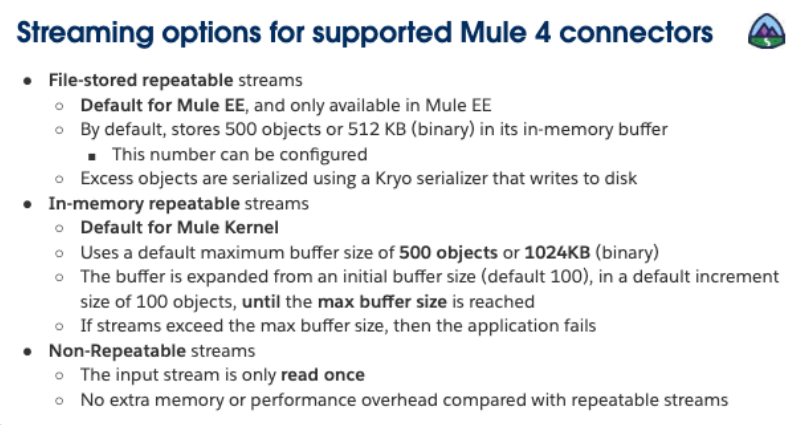 Streaming options for supported Mule 4 connectors
● File-stored repeatable streams
○ Default for Mule EE, and only available in Mule EE
○ By default, stores 500 objects or 512 KB (binary) in its in-memory buffer
■ This number can be configured
○ Excess objects are serialized using a Kryo serializer that writes to disk
● In-memory repeatable streams
○ Default for Mule Kernel
○ Uses a default maximum buffer size of 500 objects or 1024KB (binary)
○ The buffer is expanded from an initial buffer size (default 100), in a default increment
size of 100 objects, until the max buffer size is reached
○ If streams exceed the max buffer size, then the application fails
● Non-Repeatable streams
○ The input stream is only read once
○ No extra memory or performance overhead compared with repeatable streams